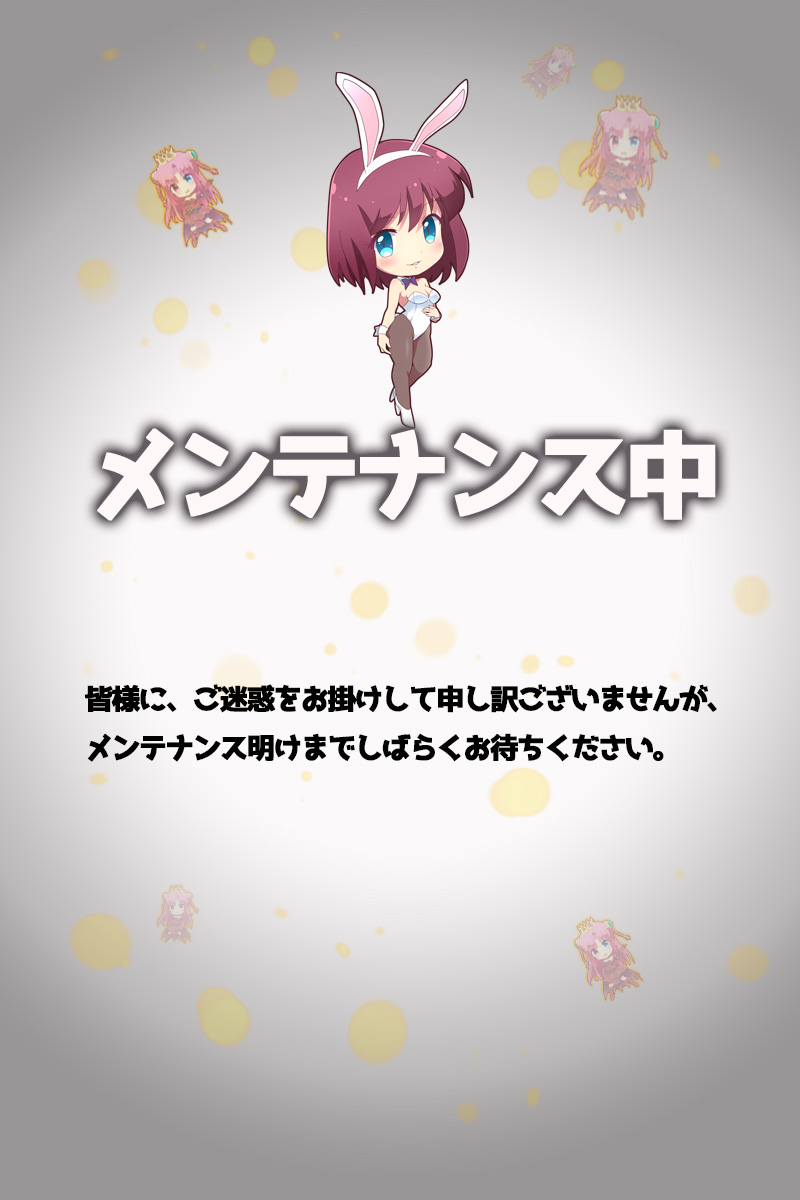 メンテナンス中
皆様に、ご迷惑をお掛けして申し訳ございませんが、
メンテナンス明けまでしばらくお待ちください。